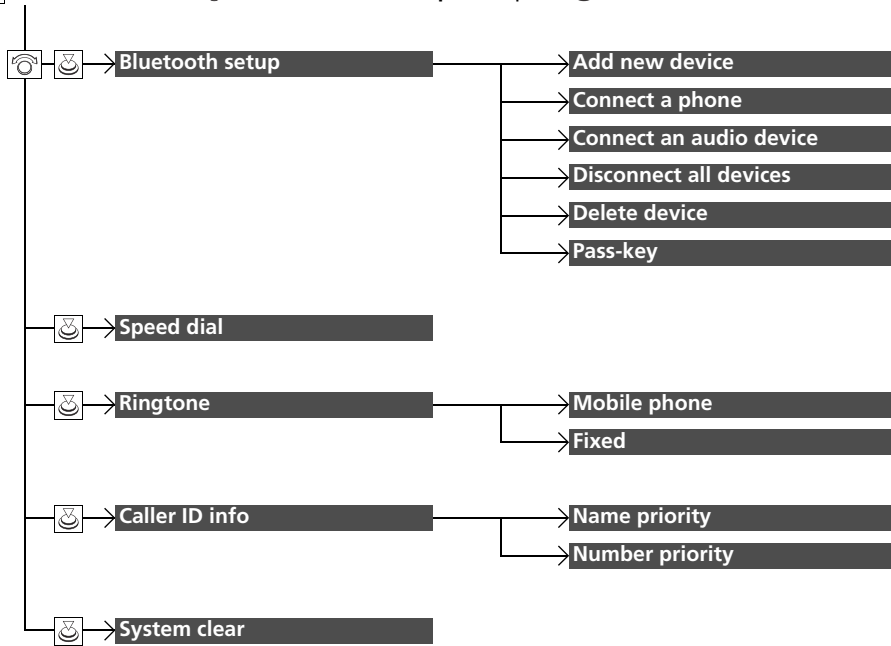 Bluetooth setup
Add new device
Connect a phone
Connect an audio device
Disconnect all devices
Delete device
Pass-key
Speed dial
Ringtone
Mobile phone
Fixed
Caller ID info
Name priority
Number priority
System clear